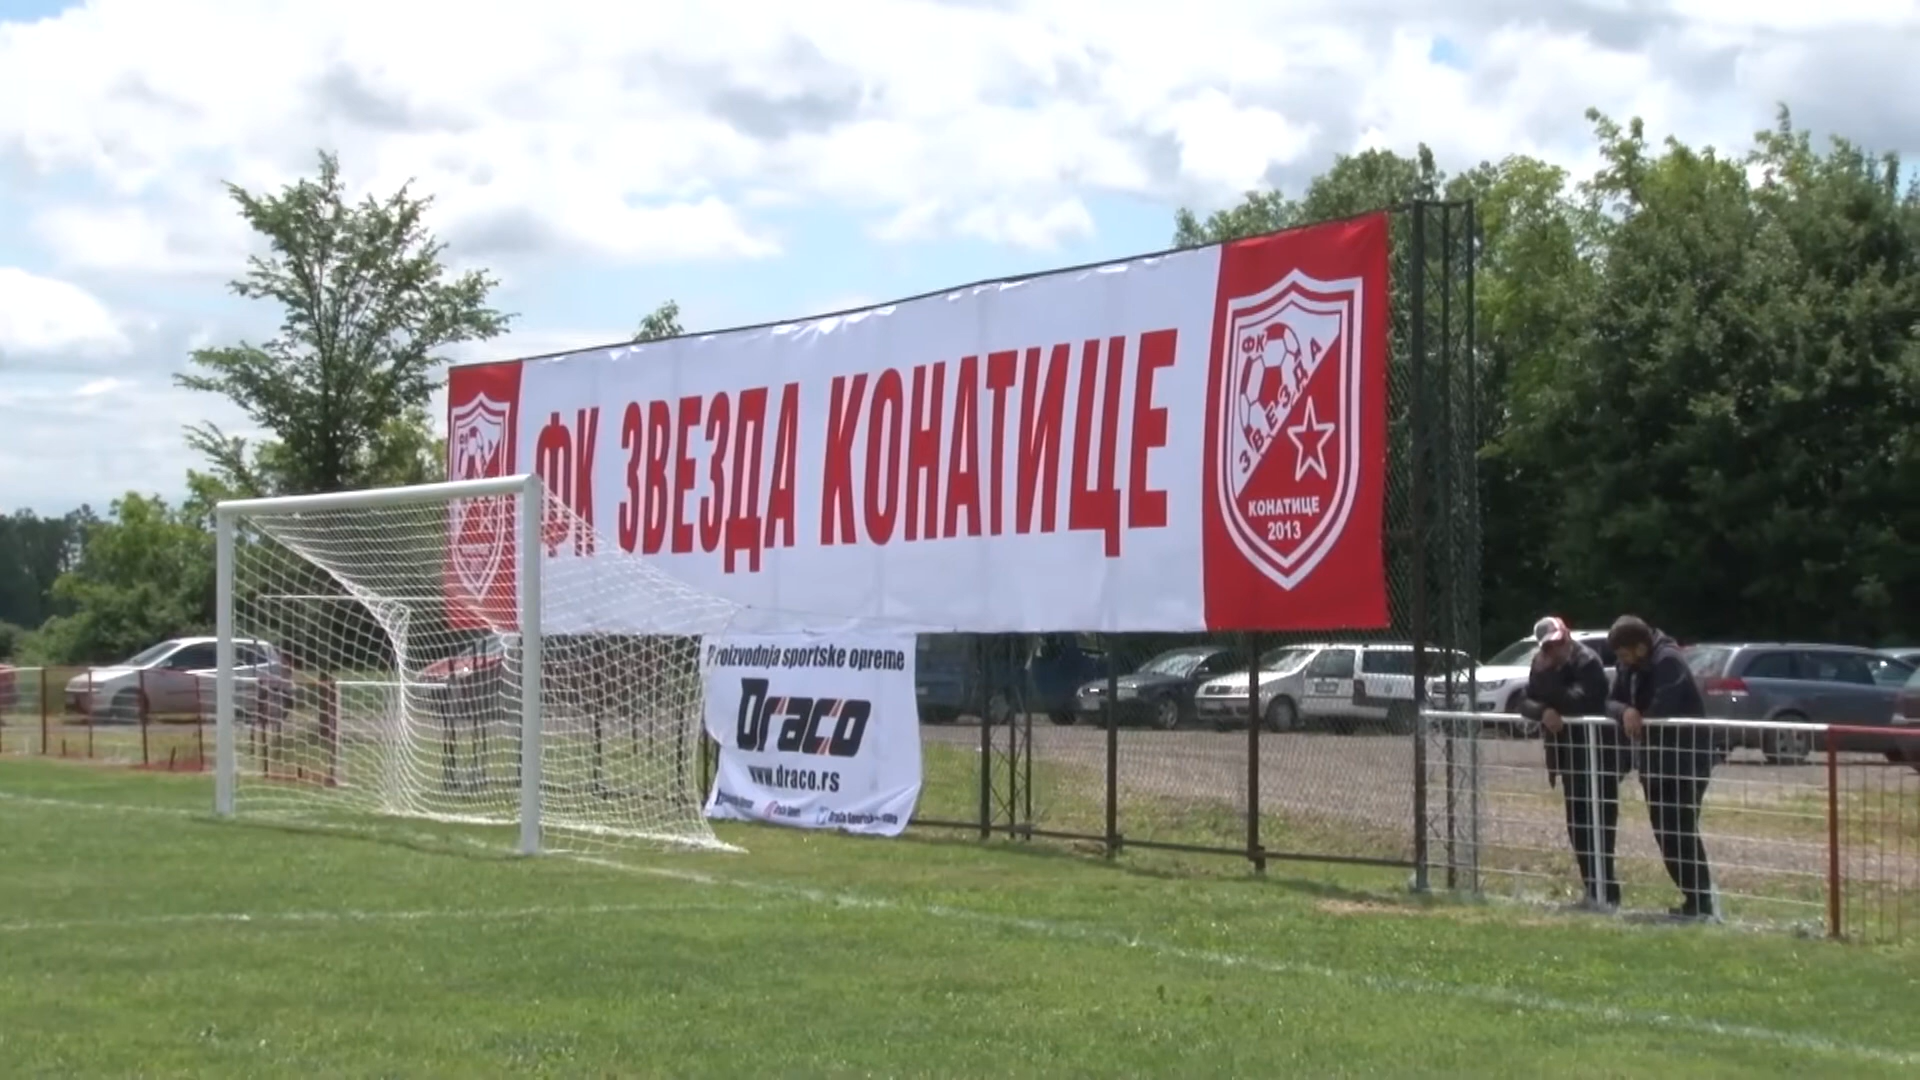 ФК ЗВЕЗДА КОНАТИЦЕ
ФК
ЗВЕЗДА
КОНАТИЦЕ
2013
Proizvodnja sportske opreme
Draco
www.draco.rs